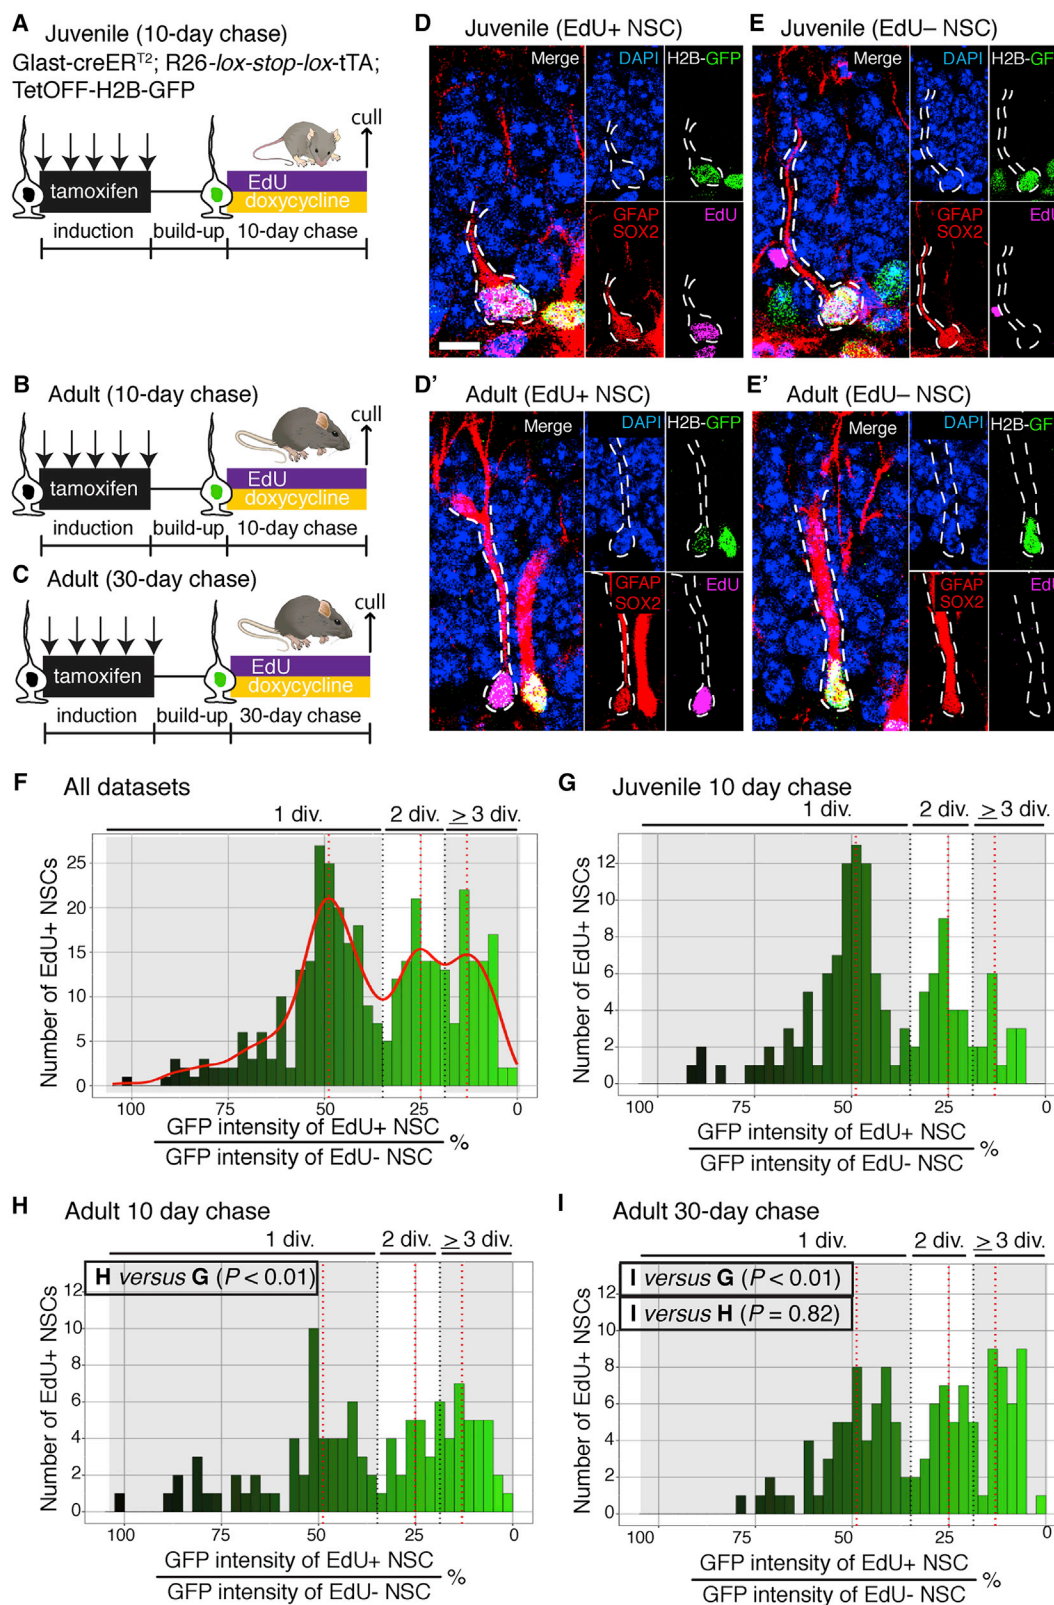 A
Juvenile (10-day chase)
Glast-creERT2; R26-lox-stop-lox-tTA;
TetOFF-H2B-GFP
cull
tamoxifen
EdU
doxycycline
induction
build-up
10-day chase
B
Adult (10-day chase)
cull
tamoxifen
EdU
doxycycline
induction
build-up
10-day chase
C
Adult (30-day chase)
cull
tamoxifen
EdU
doxycycline
induction
build-up
30-day chase
D
Juvenile (EdU+ NSC)
Merge
DAPI
H2B-GFP
GFAP
SOX2
EdU
E
Juvenile (EdU– NSC)
Merge
DAPI
H2B-GF
GFAP
SOX2
EdU
D'
Adult (EdU+ NSC)
Merge
DAPI
H2B-GFP
GFAP
SOX2
EdU
E'
Adult (EdU– NSC)
Merge
DAPI
H2B-GF
GFAP
SOX2
EdU
F
All datasets
1 div.
2 div.
≥ 3 div.
Number of EdU+ NSCs
25
20
15
10
5
0
100
75
50
25
0
GFP intensity of EdU+ NSC
GFP intensity of EdU- NSC
%
G
Juvenile 10 day chase
1 div.
2 div.
≥ 3 div.
Number of EdU+ NSCs
12
10
8
6
4
2
0
100
75
50
25
0
GFP intensity of EdU+ NSC
GFP intensity of EdU- NSC
%
H
Adult 10 day chase
1 div.
2 div.
≥ 3 div.
H versus G (P < 0.01)
Number of EdU+ NSCs
10
8
6
4
2
0
100
50
0
GFP intensity of EdU+ NSC
GFP intensity of EdU- NSC
%
I
Adult 30-day chase
1 div.
2 div.
≥ 3 div.
I versus G (P < 0.01)
I versus H (P = 0.82)
Number of EdU+ NSCs
12
10
8
6
4
2
0
100
75
50
25
0
GFP intensity of EdU+ NSC
GFP intensity of EdU- NSC
%